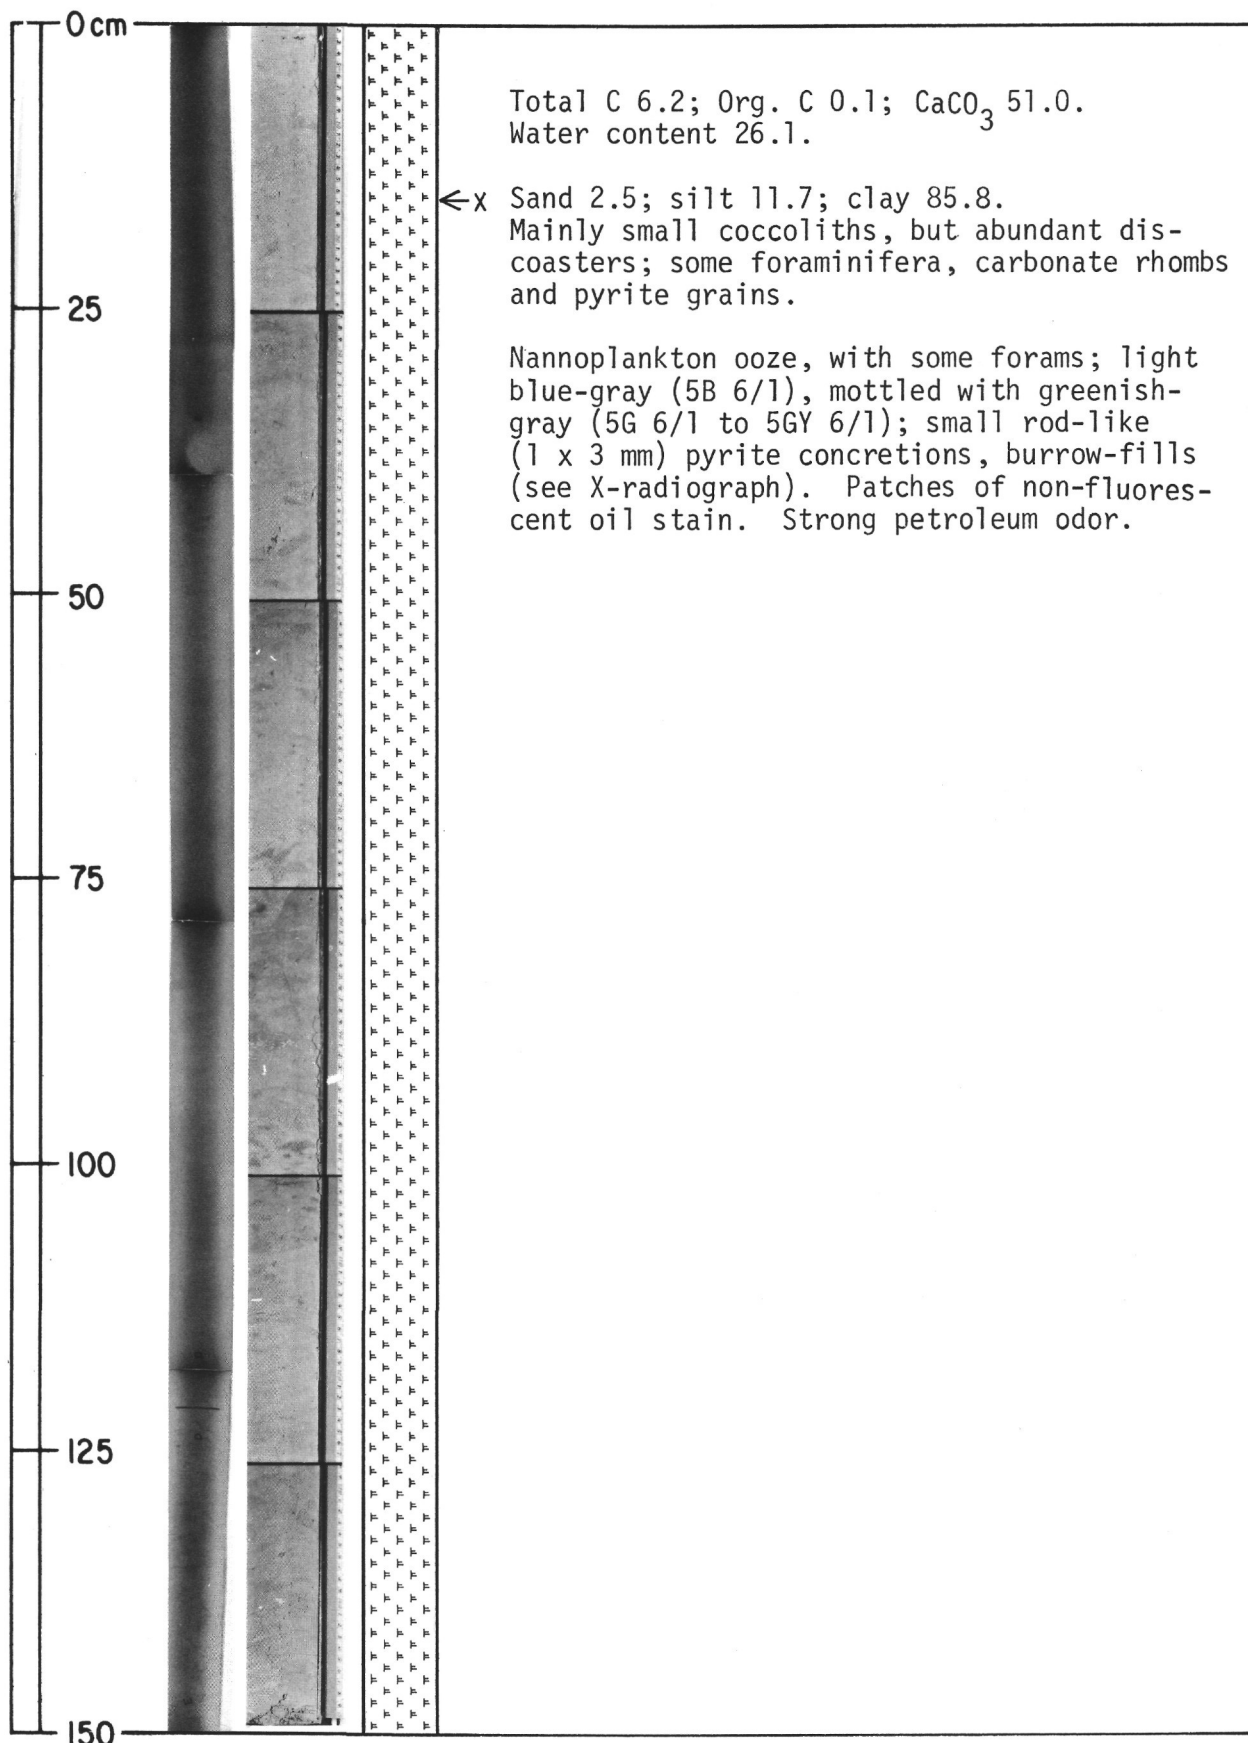 0 cm
Total C 6.2; Org. C 0.1; CaCO3 51.0.
Water content 26.1.
←x Sand 2.5; silt 11.7; clay 85.8.
Mainly small coccoliths, but abundant dis-
coasters; some foraminifera, carbonate rhombs
and pyrite grains.
25
Nannoplankton ooze, with some forams; light
blue-gray (5B 6/1), mottled with greenish-
gray (5G 6/1 to 5GY 6/1); small rod-like
(1 x 3 mm) pyrite concretions, burrow-fills
(see X-radiograph). Patches of non-fluores-
cent oil stain. Strong petroleum odor.
50
75
100
125
150